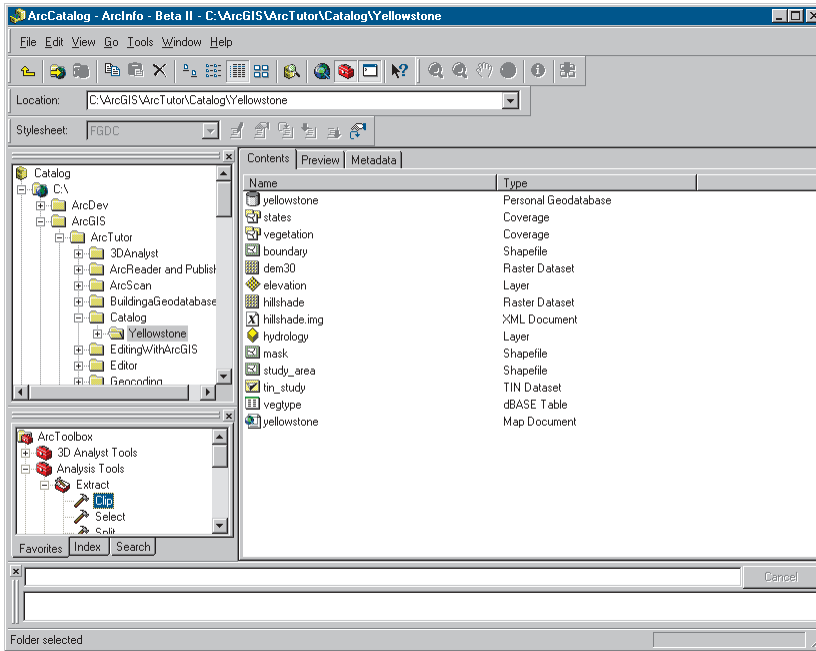 ArcCatalog - ArcInfo - Beta II - C:\ArcGIS\ArcTutor\Catalog\Yellowstone
File Edit View Go Tools Window Help
Location: C:\ArcGIS\ArcTutor\Catalog\Yellowstone
Stylesheet: FGDC
Catalog
C:\
ArcDev
ArcGIS
ArcTutor
3DAnalyst
ArcReader and Publish
ArcScan
BuildingaGeodatabase
Catalog
Yellowstone
EditingWithArcGIS
Editor
Geocoding
ArcToolbox
3D Analyst Tools
Analysis Tools
Extract
Clip
Select
Split
Favorites Index Search
Contents Preview Metadata
Name Type
yellowstone Personal Geodatabase
states Coverage
vegetation Coverage
boundary Shapefile
dem30 Raster Dataset
elevation Layer
hillshade Raster Dataset
hillshade.img XML Document
hydrology Layer
mask Shapefile
study_area Shapefile
tin_study TIN Dataset
vegtype dBASE Table
yellowstone Map Document
Cancel
Folder selected